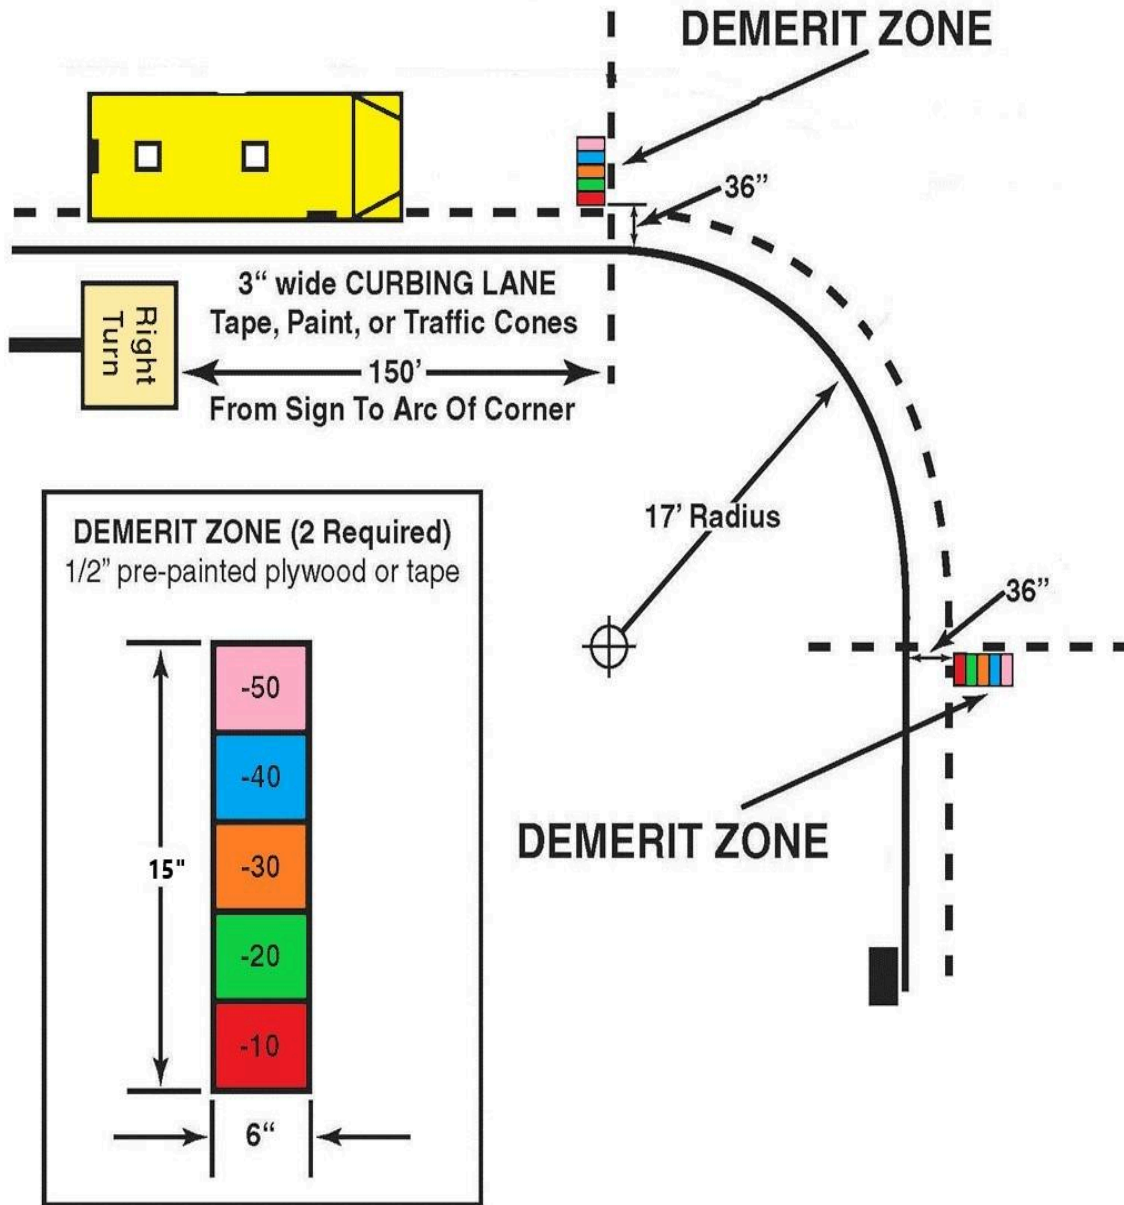 DEMERIT ZONE
36”
3“ wide CURBING LANE
Tape, Paint, or Traffic Cones
Right
Turn
150'
From Sign To Arc Of Corner
17’ Radius
36”
DEMERIT ZONE
DEMERIT ZONE (2 Required)
1/2” pre-painted plywood or tape
-50
-40
-30
-20
-10
15"
6“